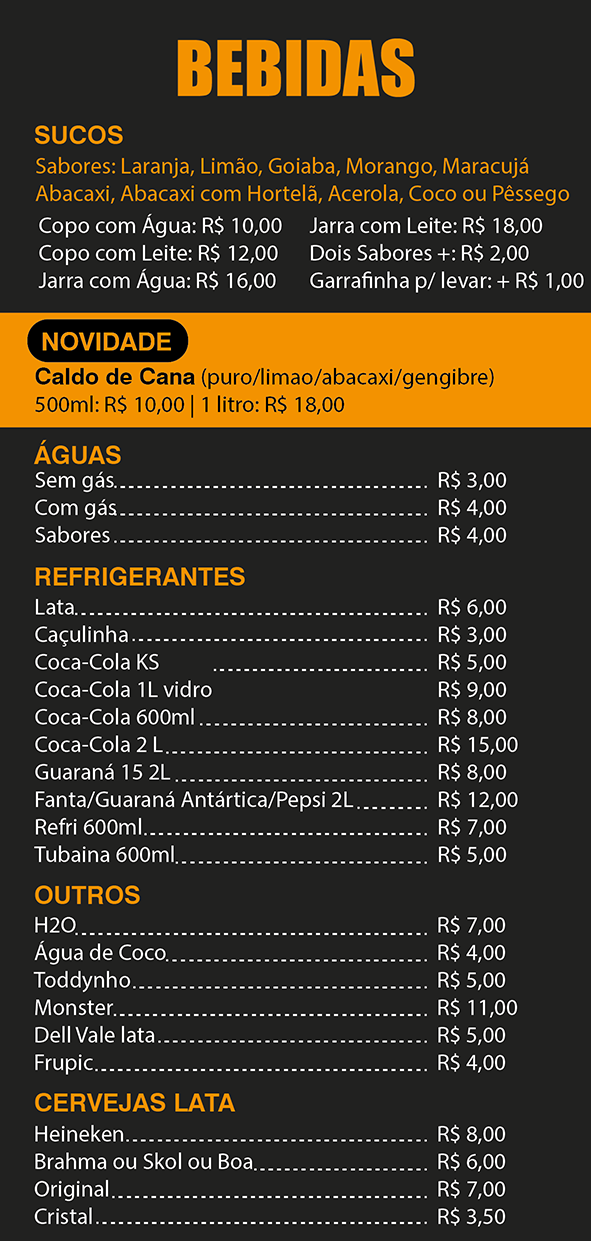 BEBIDAS
SUCOS
Sabores: Laranja, Limão, Goiaba, Morango, Maracujá
Abacaxi, Abacaxi com Hortelã, Acerola, Coco ou Pêssego
Copo com Água: R$ 10,00 Jarra com Leite: R$ 18,00
Copo com Leite: R$ 12,00 Dois Sabores +: R$ 2,00
Jarra com Água: R$ 16,00 Garrafinha p/ levar: + R$ 1,00
NOVIDADE
Caldo de Cana (puro/limao/abacaxi/gengibre)
500ml: R$ 10,00 | 1 litro: R$ 18,00
ÁGUAS
Sem gás R$ 3,00
Com gás R$ 4,00
Sabores R$ 4,00
REFRIGERANTES
Lata R$ 6,00
Caçulinha R$ 3,00
Coca-Cola KS R$ 5,00
Coca-Cola 1L vidro R$ 9,00
Coca-Cola 600ml R$ 8,00
Coca-Cola 2 L R$ 15,00
Guaraná 15 2L R$ 8,00
Fanta/Guaraná Antártica/Pepsi 2L R$ 12,00
Refri 600ml R$ 7,00
Tubaina 600ml R$ 5,00
OUTROS
H2O R$ 7,00
Água de Coco R$ 4,00
Toddynho R$ 5,00
Monster R$ 11,00
Dell Vale lata R$ 5,00
Frupic R$ 4,00
CERVEJAS LATA
Heineken R$ 8,00
Brahma ou Skol ou Boa R$ 6,00
Original R$ 7,00
Cristal R$ 3,50